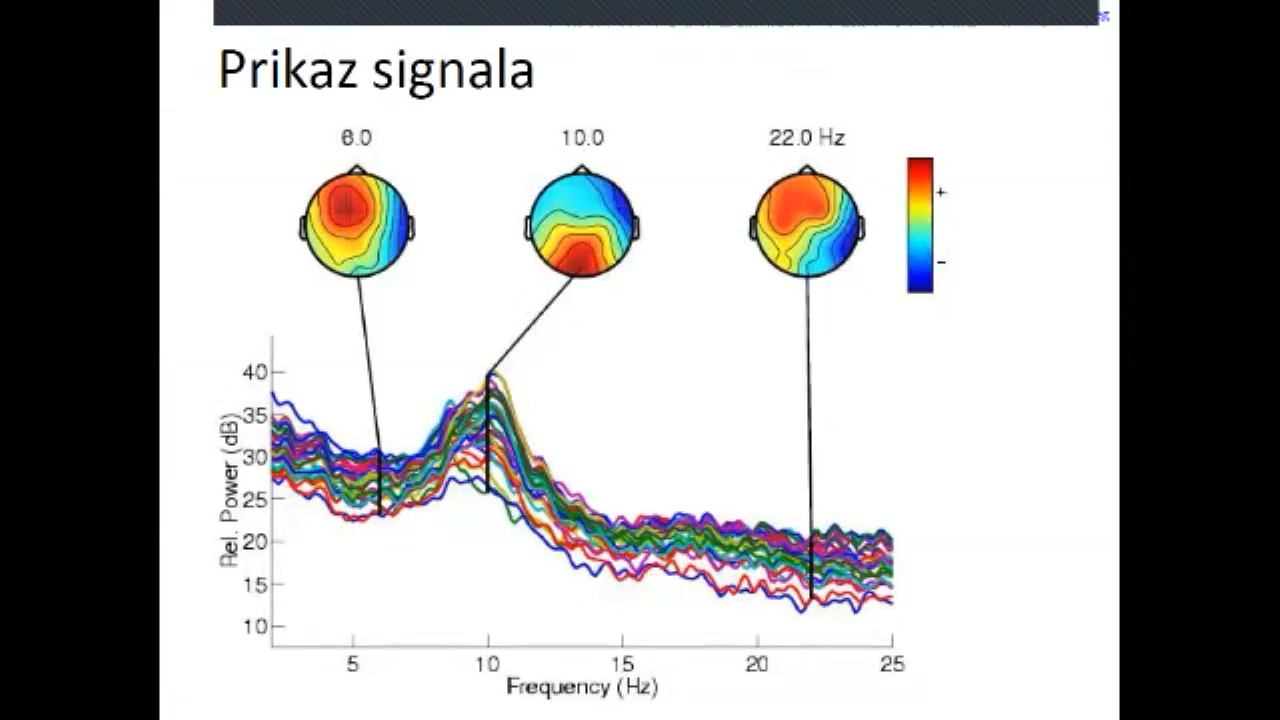 Prikaz signala
6.0 10.0 22.0 Hz
+
-
40
35
30
25
20
15
10
Rel. Power (dB)
5 10 15 20 25
Frequency (Hz)